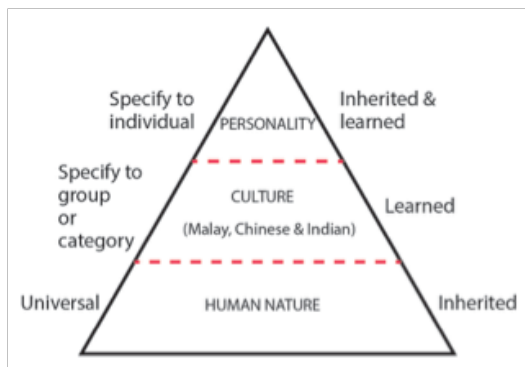 Specify to
individual
PERSONALITY
Inherited &
learned
Specify to
group
or
category
CULTURE
(Malay, Chinese & Indian)
Learned
Universal
HUMAN NATURE
Inherited